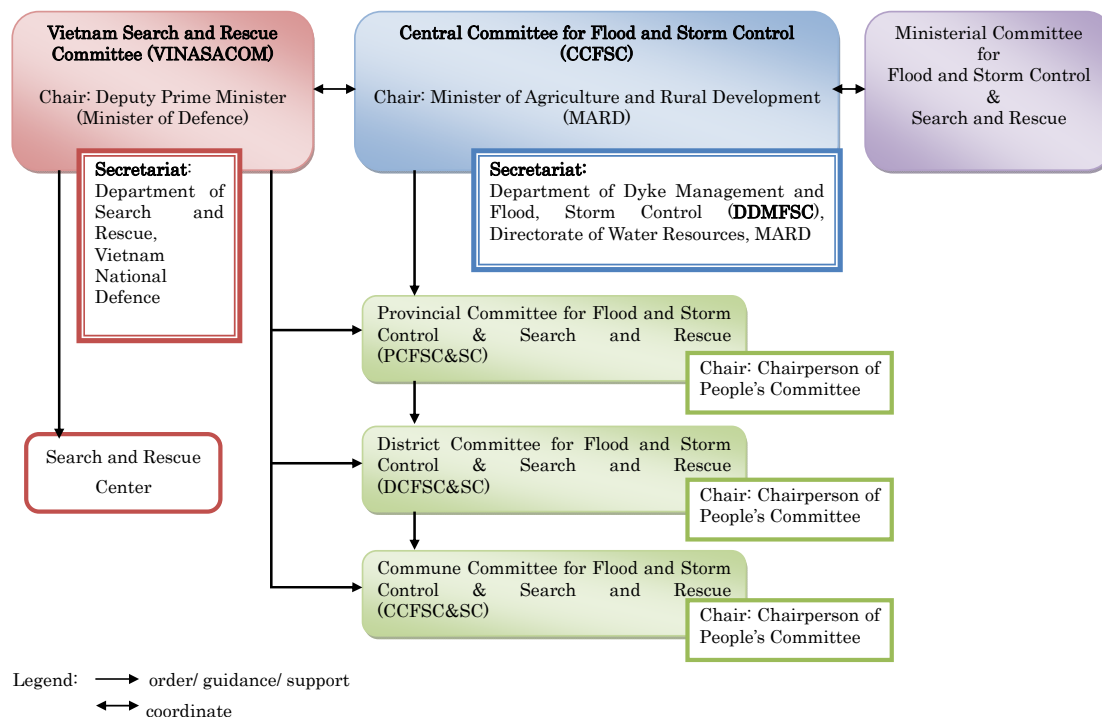 Vietnam Search and Rescue
Committee (VINASACOM)
Chair: Deputy Prime Minister
(Minister of Defence)
Central Committee for Flood and Storm Control
(CCFSC)
Chair: Minister of Agriculture and Rural Development
(MARD)
Ministerial Committee
for
Flood and Storm Control
&
Search and Rescue
Secretariat:
Department of
Search and
Rescue,
Vietnam
National
Defence
Secretariat:
Department of Dyke Management and
Flood, Storm Control (DDMFSC),
Directorate of Water Resources, MARD
Provincial Committee for Flood and Storm
Control & Search and Rescue
(PCFSC&SC)
Chair: Chairperson of
People's Committee
Search and Rescue
Center
District Committee for Flood and Storm
Control & Search and Rescue
(DCFSC&SC)
Chair: Chairperson of
People's Committee
Commune Committee for Flood and Storm
Control & Search and Rescue
(CCFSC&SC)
Chair: Chairperson of
People's Committee
Legend: order/ guidance/ support
coordinate